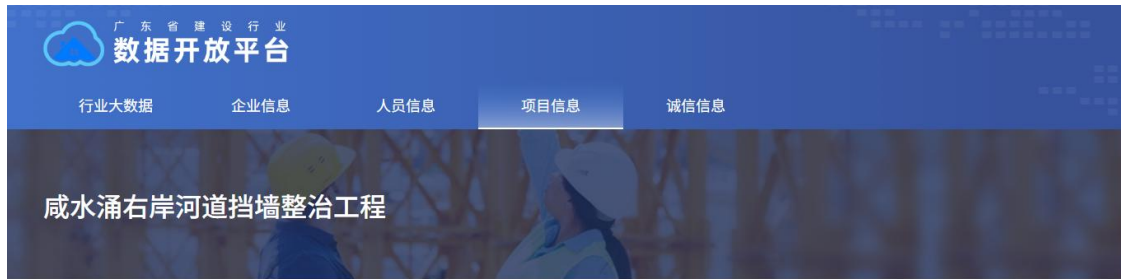 广东省建设行业
数据开放平台
行业大数据 企业信息 人员信息 项目信息 诚信信息
咸水涌右岸河道挡墙整治工程